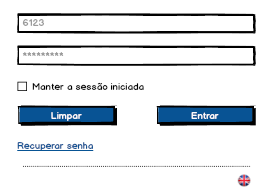 6123
*********
Manter a sessão iniciada
Limpar Entrar
Recuperar senha